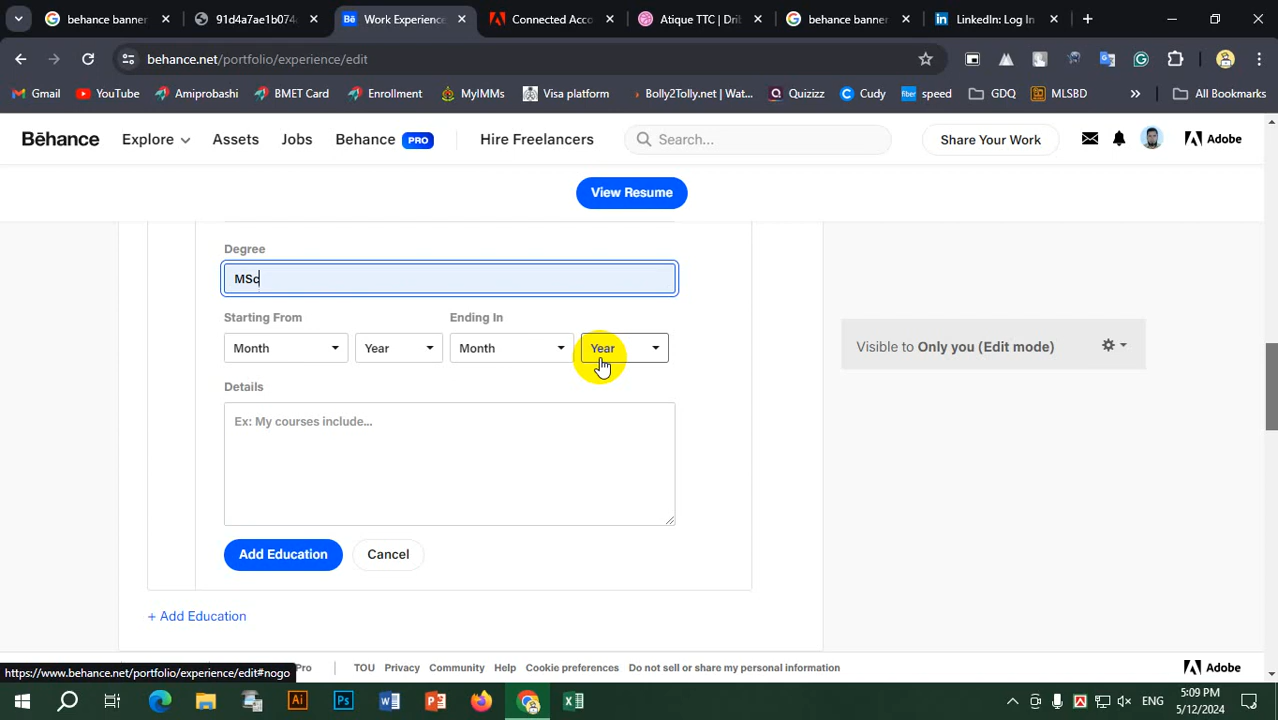 behance banner
91d4a7ae1b074
Work Experience
Connected Acco
Atique TTC | Dril
behance banner
LinkedIn: Log In
behance.net/portfolio/experience/edit
Gmail
YouTube
Amiprobashi
BMET Card
Enrollment
MyIMMs
Visa platform
Bolly2Tolly.net | Wat...
Quizizz
Cudy
speed
GDQ
MLSBD
All Bookmarks
Bēhance
Explore
Assets
Jobs
Behance PRO
Hire Freelancers
Search...
Share Your Work
Adobe
View Resume
Degree
MSc
Starting From
Ending In
Month
Year
Month
Year
Visible to Only you (Edit mode)
Details
Ex: My courses include...
Add Education
Cancel
+ Add Education
https://www.behance.net/portfolio/experience/edit#nogo
Pro
TOU
Privacy
Community
Help
Cookie preferences
Do not sell or share my personal information
Adobe
ENG
5:09 PM
5/12/2024